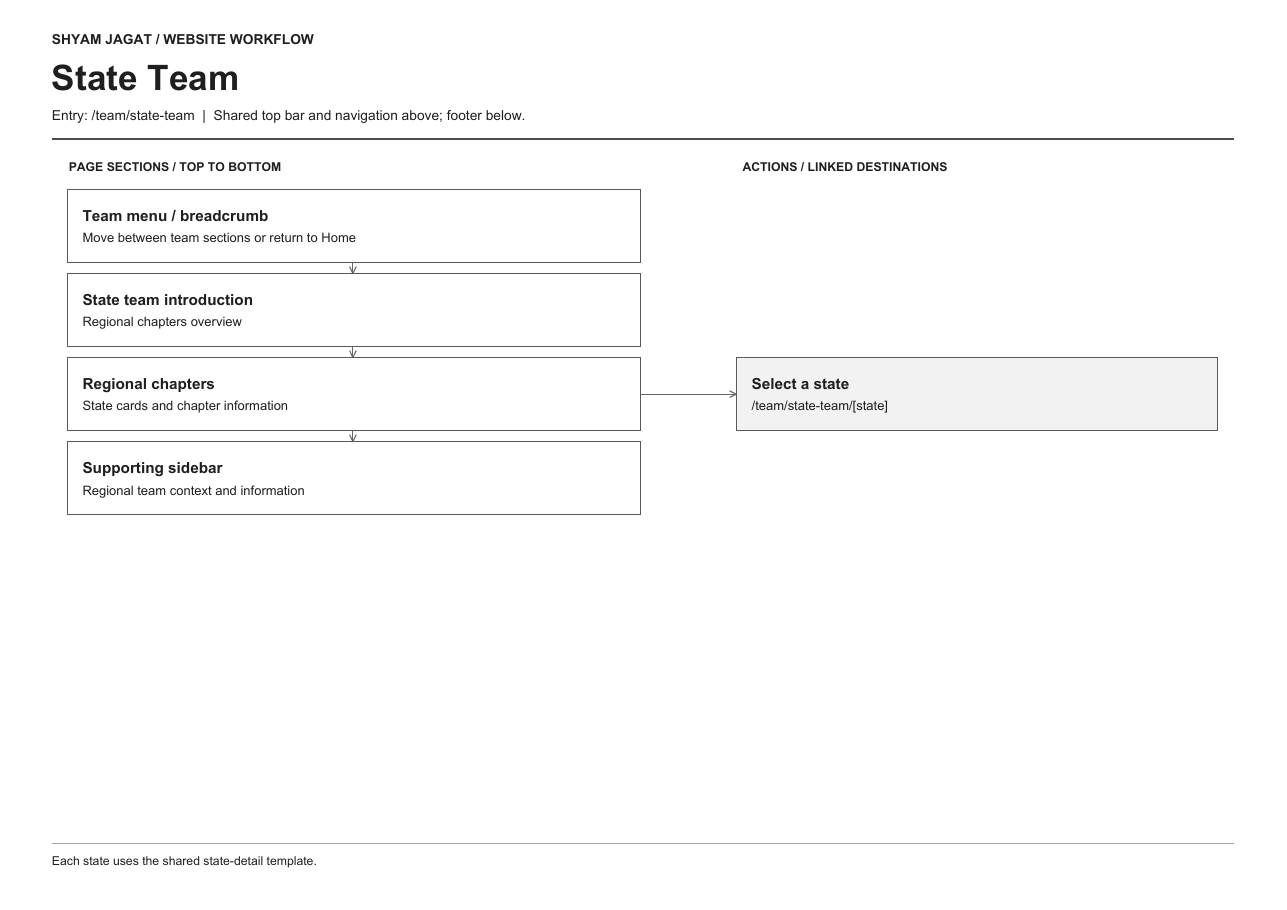 SHYAM JAGAT / WEBSITE WORKFLOW
State Team
Entry: /team/state-team | Shared top bar and navigation above; footer below.
PAGE SECTIONS / TOP TO BOTTOM
ACTIONS / LINKED DESTINATIONS
Team menu / breadcrumb
Move between team sections or return to Home
State team introduction
Regional chapters overview
Regional chapters
State cards and chapter information
Select a state
/team/state-team/[state]
Supporting sidebar
Regional team context and information
Each state uses the shared state-detail template.